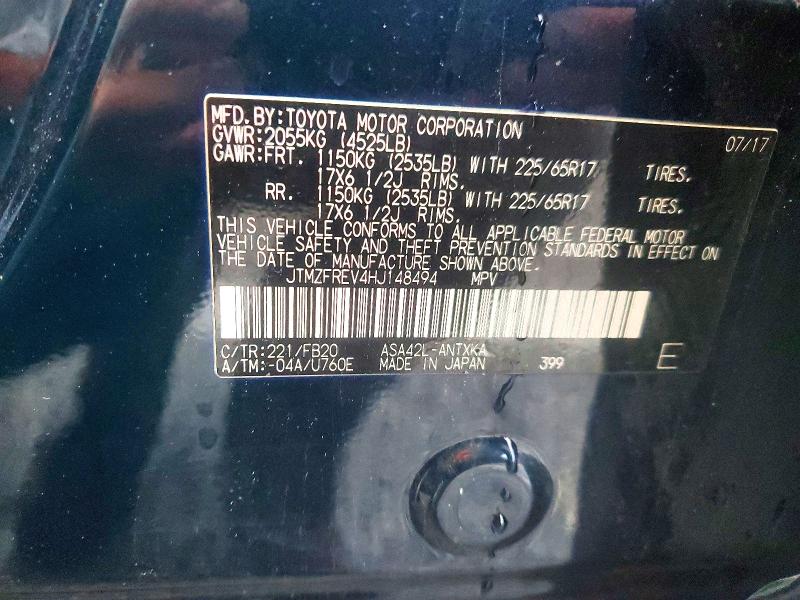 MFD.BY:TOYOTA MOTOR CORPORATION 07/17
GVWR:2055KG (4525LB)
GAWR:FRT. 1150KG (2535LB) WITH 225/65R17 TIRES.
17X6 1/2J RIMS.
RR. 1150KG (2535LB) WITH 225/65R17 TIRES.
17X6 1/2J RIMS.
THIS VEHICLE CONFORMS TO ALL APPLICABLE FEDERAL MOTOR
VEHICLE SAFETY AND THEFT PREVENTION STANDARDS IN EFFECT ON
THE DATE OF MANUFACTURE SHOWN ABOVE.
JTMZFREV4HJ148494 MPV
C/TR:221/FB20 ASA42L-ANTXKA
A/TM:-04A/U760E MADE IN JAPAN 399 E